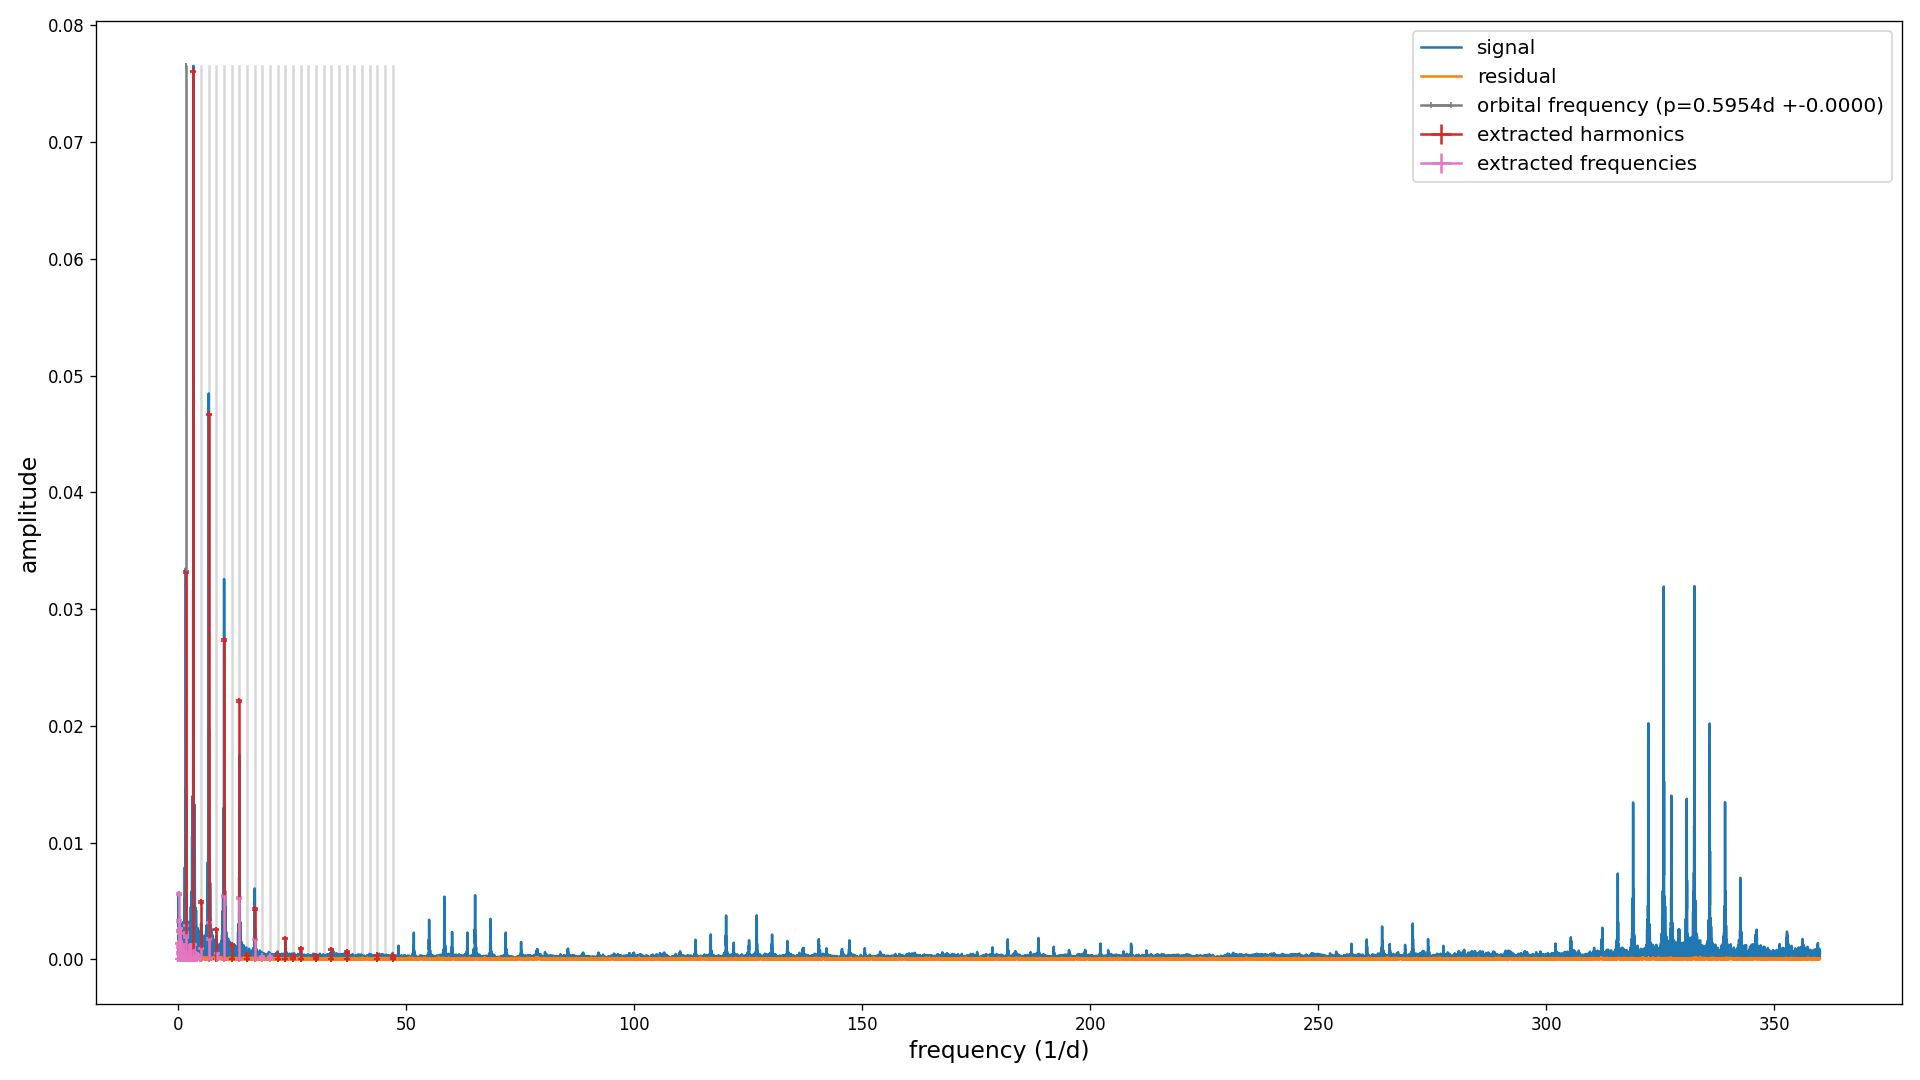 0.08
0.07
0.06
0.05
0.04
0.03
0.02
0.01
0.00
amplitude
0 50 100 150 200 250 300 350
frequency (1/d)
signal
residual
orbital frequency (p=0.5954d +-0.0000)
extracted harmonics
extracted frequencies